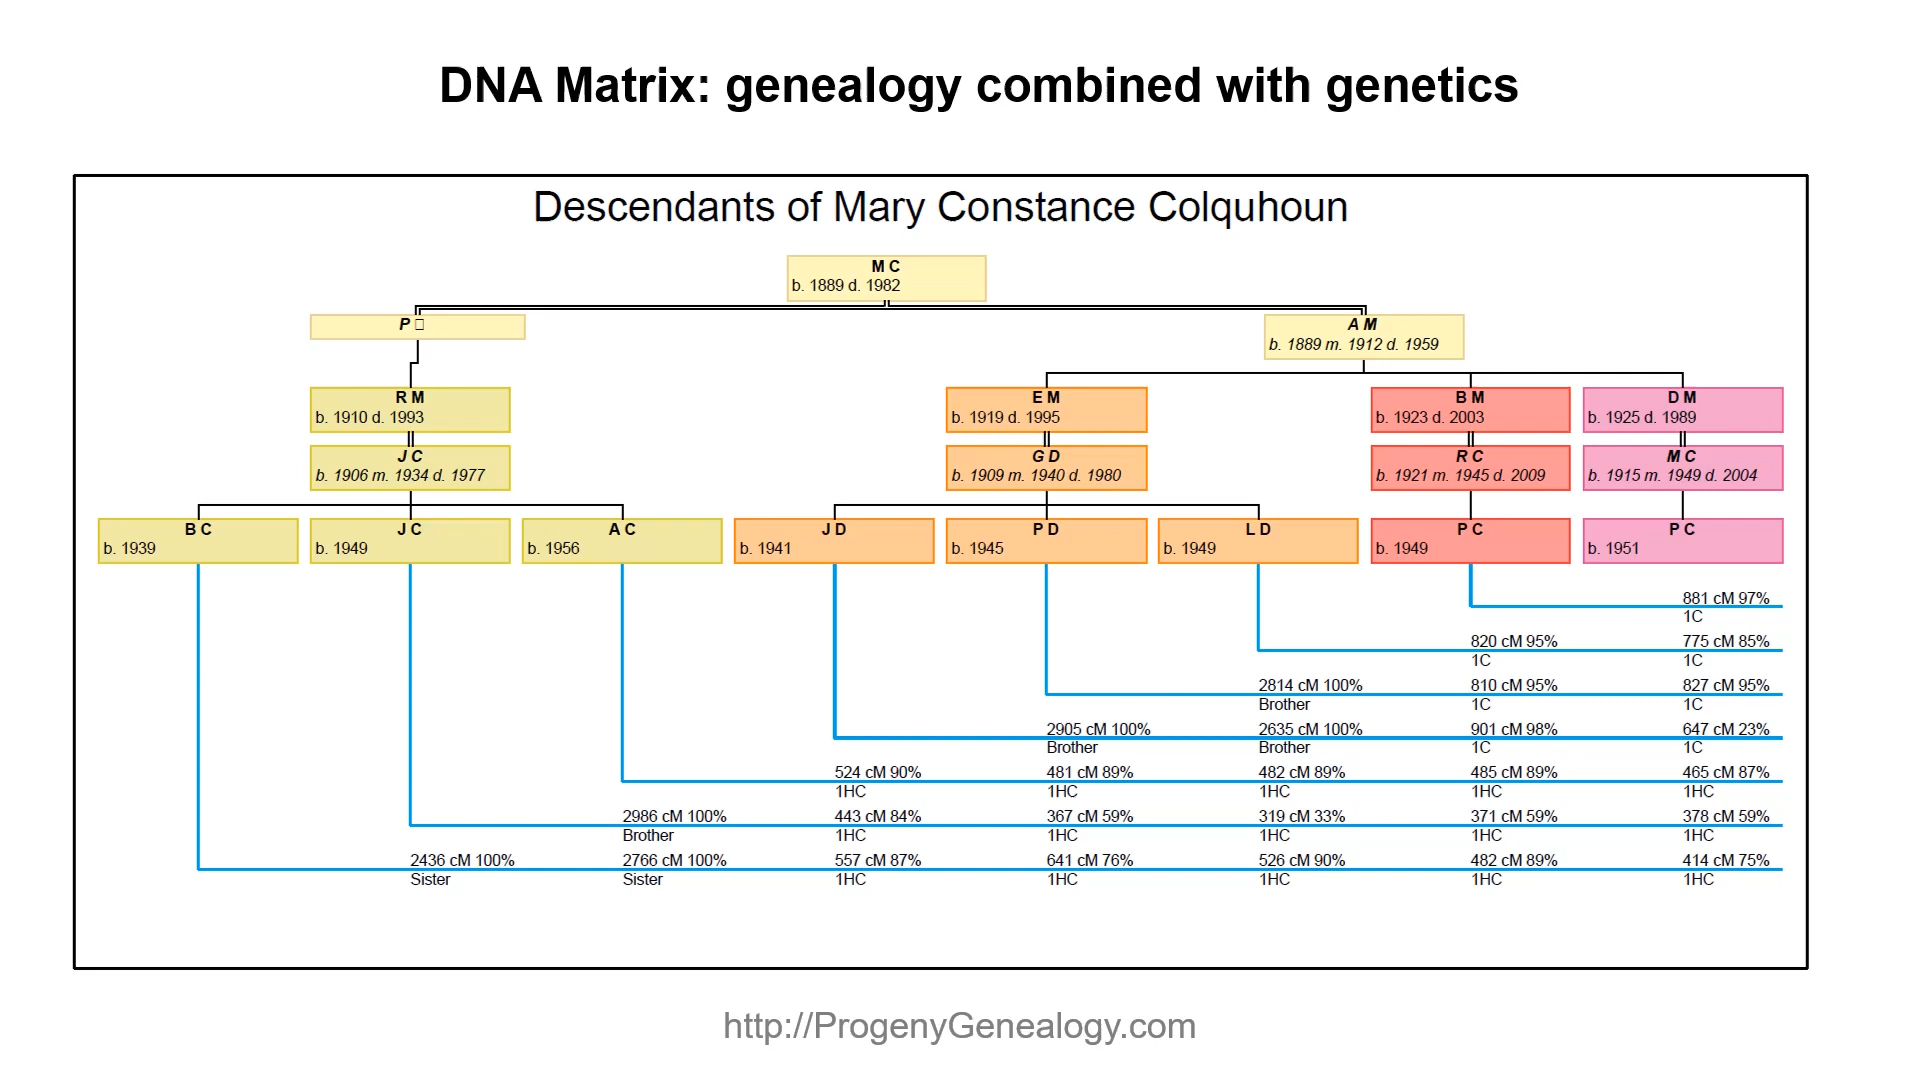 DNA Matrix: genealogy combined with genetics
Descendants of Mary Constance Colquhoun
M C
b. 1889 d. 1982
P
A M
b. 1889 m. 1912 d. 1959
R M
b. 1910 d. 1993
E M
b. 1919 d. 1995
B M
b. 1923 d. 2003
D M
b. 1925 d. 1989
J C
b. 1906 m. 1934 d. 1977
G D
b. 1909 m. 1940 d. 1980
R C
b. 1921 m. 1945 d. 2009
M C
b. 1915 m. 1949 d. 2004
B C
b. 1939
J C
b. 1949
A C
b. 1956
J D
b. 1941
P D
b. 1945
L D
b. 1949
P C
b. 1949
P C
b. 1951
881 cM 97%
1C
820 cM 95% 775 cM 85%
1C 1C
2814 cM 100% 810 cM 95% 827 cM 95%
Brother 1C 1C
2905 cM 100% 2635 cM 100% 901 cM 98% 647 cM 23%
Brother Brother 1C 1C
524 cM 90% 481 cM 89% 482 cM 89% 485 cM 89% 465 cM 87%
1HC 1HC 1HC 1HC 1HC
2986 cM 100% 443 cM 84% 367 cM 59% 319 cM 33% 371 cM 59% 378 cM 59%
Brother 1HC 1HC 1HC 1HC 1HC
2436 cM 100% 2766 cM 100% 557 cM 87% 641 cM 76% 526 cM 90% 482 cM 89% 414 cM 75%
Sister Sister 1HC 1HC 1HC 1HC 1HC
http://ProgenyGenealogy.com